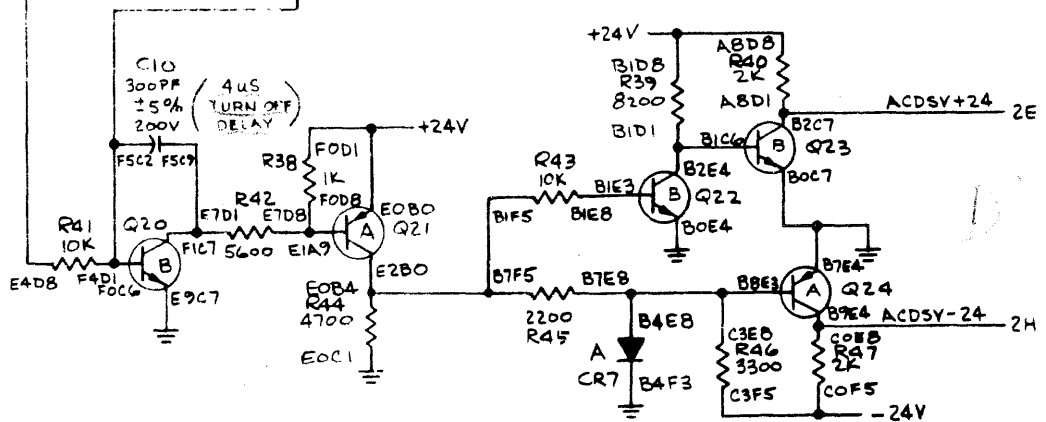 C10
300PF
±5%
200V
4uS
TURN OFF
DELAY
F5C2
F5C9
R41
10K
E4D8
F4D1
F0C6
Q20
B
F1C7
E9C7
E7D1
R42
5600
E7D8
R38
F0D1
1K
F0D8
+24V
E1A9
A
E0B0
Q21
E2B0
E0B4
R44
4700
E0C1
+24V
B1D8
R39
8200
B1D1
A8D8
R40
2K
A8D1
ACDSV+24
2E
B1C6
B
B2C7
Q23
B0C7
R43
10K
B1F5
B1E3
B1E8
B2E4
B
Q22
B0E4
B7F5
2200
R45
B7E8
B4E8
A
CR7
B4F3
B8E3
B7E4
A
Q24
B9E4
ACDSV-24
2H
C3E8
R46
3300
C3F5
C0E8
R47
2K
C0F5
-24V